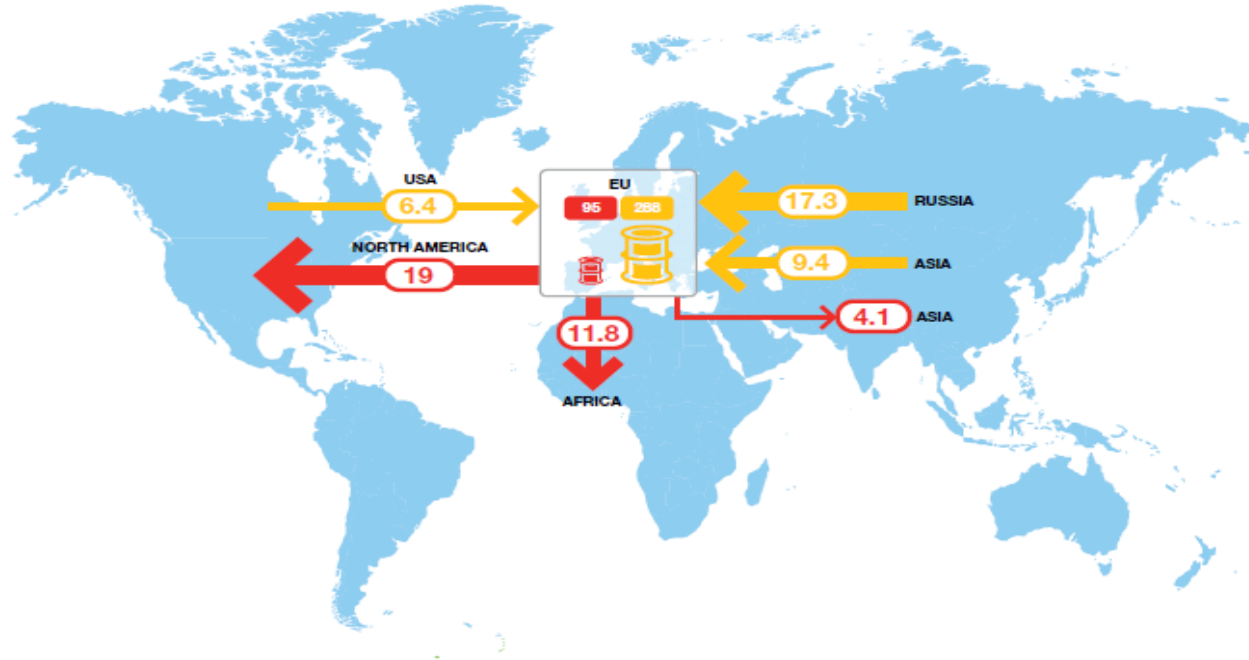 USA
6.4
EU
95 288
17.3
RUSSIA
NORTH AMERICA
19
9.4
ASIA
11.8
4.1
ASIA
AFRICA